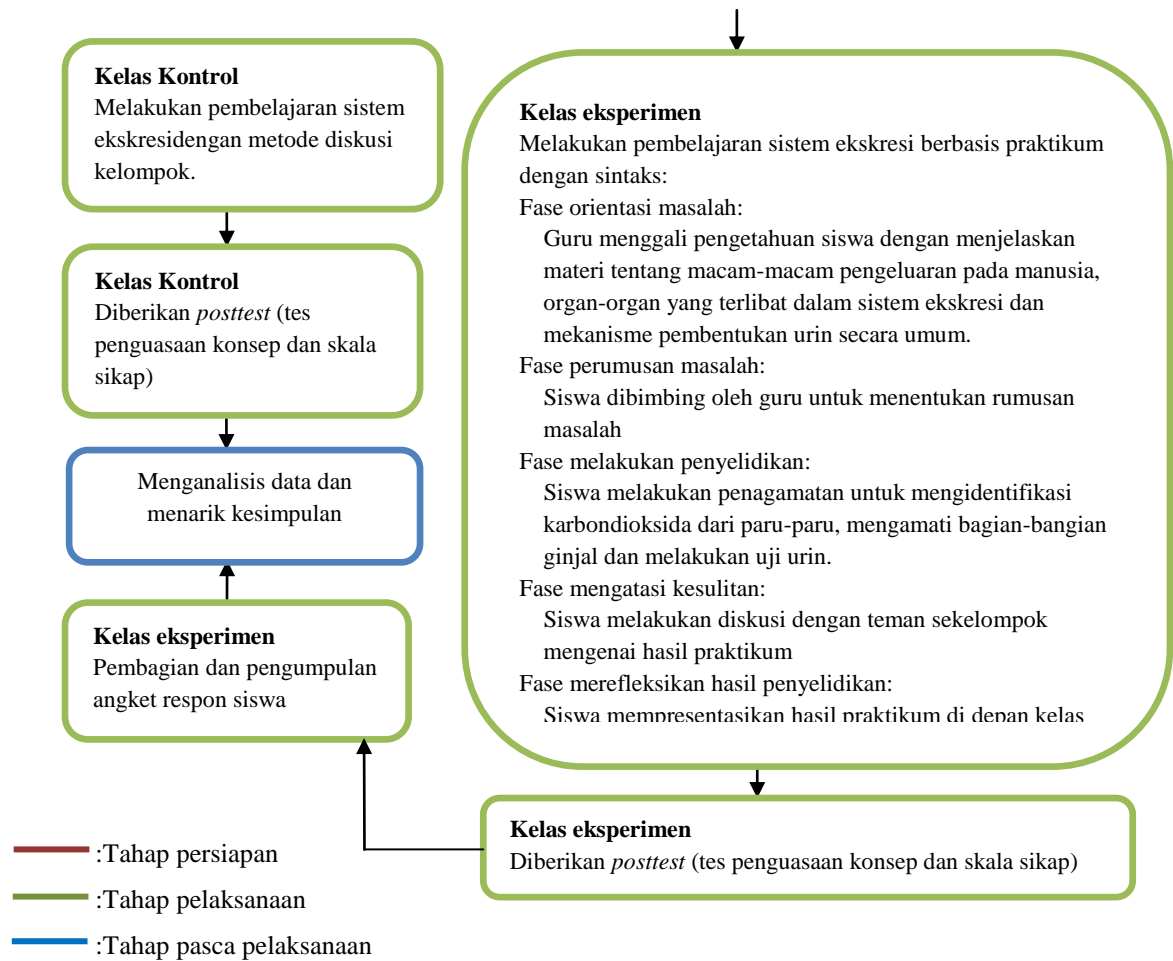 Kelas Kontrol
Melakukan pembelajaran sistem
ekskresidengan metode diskusi
kelompok.
Kelas Kontrol
Diberikan posttest (tes
penguasaan konsep dan skala
sikap)
Menganalisis data dan
menarik kesimpulan
Kelas eksperimen
Pembagian dan pengumpulan
angket respon siswa
Kelas eksperimen
Melakukan pembelajaran sistem ekskresi berbasis praktikum
dengan sintaks:
Fase orientasi masalah:
Guru menggali pengetahuan siswa dengan menjelaskan
materi tentang macam-macam pengeluaran pada manusia,
organ-organ yang terlibat dalam sistem ekskresi dan
mekanisme pembentukan urin secara umum.
Fase perumusan masalah:
Siswa dibimbing oleh guru untuk menentukan rumusan
masalah
Fase melakukan penyelidikan:
Siswa melakukan penagamatan untuk mengidentifikasi
karbondioksida dari paru-paru, mengamati bagian-bangian
ginjal dan melakukan uji urin.
Fase mengatasi kesulitan:
Siswa melakukan diskusi dengan teman sekelompok
mengenai hasil praktikum
Fase merefleksikan hasil penyelidikan:
Siswa mempresentasikan hasil praktikum di depan kelas
Kelas eksperimen
Diberikan posttest (tes penguasaan konsep dan skala sikap)
:Tahap persiapan
:Tahap pelaksanaan
:Tahap pasca pelaksanaan